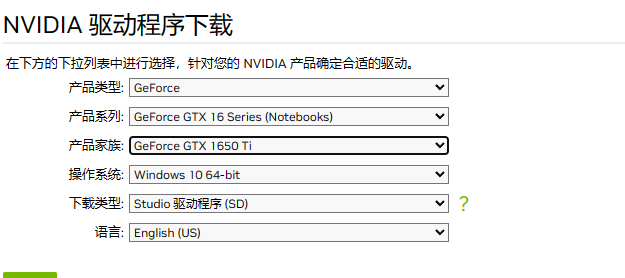 NVIDIA 驱动程序下载
在下方的下拉列表中进行选择，针对您的 NVIDIA 产品确定合适的驱动。
产品类型: GeForce
产品系列: GeForce GTX 16 Series (Notebooks)
产品家族: GeForce GTX 1650 Ti
操作系统: Windows 10 64-bit
下载类型: Studio 驱动程序 (SD) ?
语言: English (US)